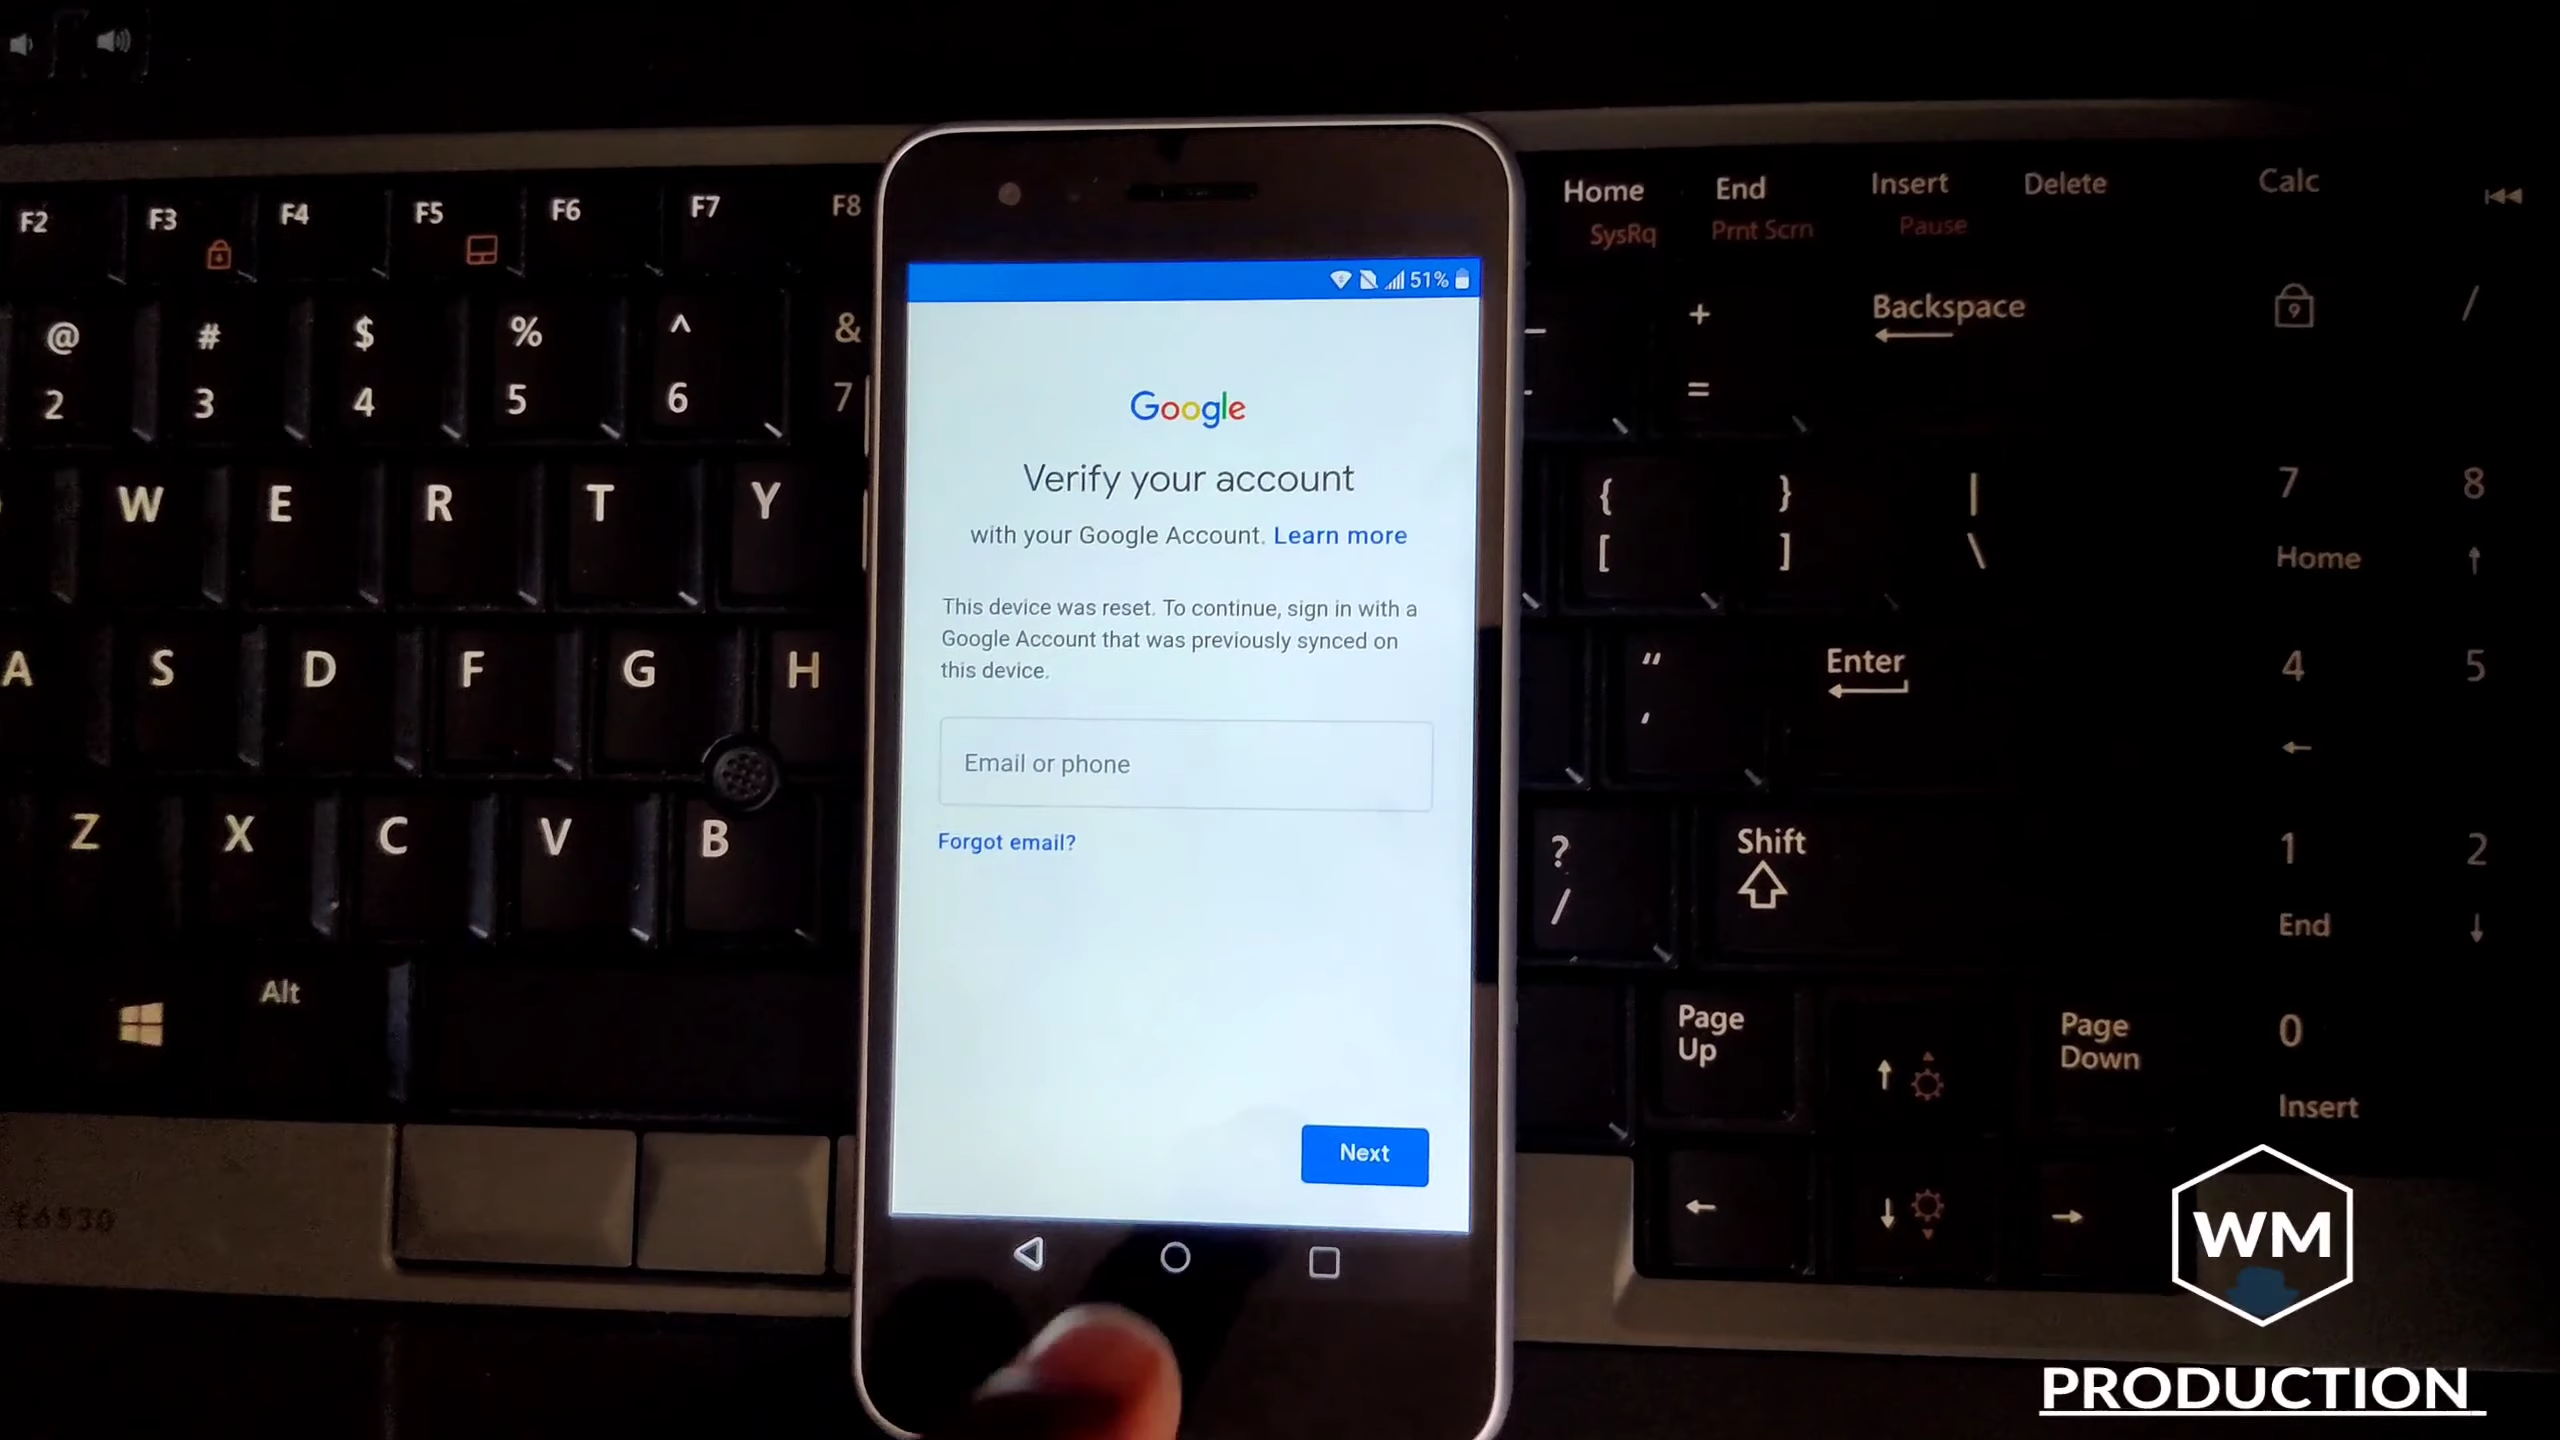 F2 F3 F4 F5 F6 F7 F8
Home End Insert Delete Calc
SysRq Prnt Scrn Pause
51%
@ # $ % ^ & _ + Backspace 9 /
2 3 4 5 6 7 - =
Google
Verify your account
with your Google Account. Learn more
This device was reset. To continue, sign in with a
Google Account that was previously synced on
this device.
Email or phone
Forgot email?
Next
W E R T Y { } | 7 8
[ ] \ Home ↑
A S D F G H " Enter 4 5
' ←
Z X C V B ? Shift 1 2
/ End ↓
Alt Page Up ↑ Page Down 0
Insert
← ↓ →
E6530
WM
PRODUCTION